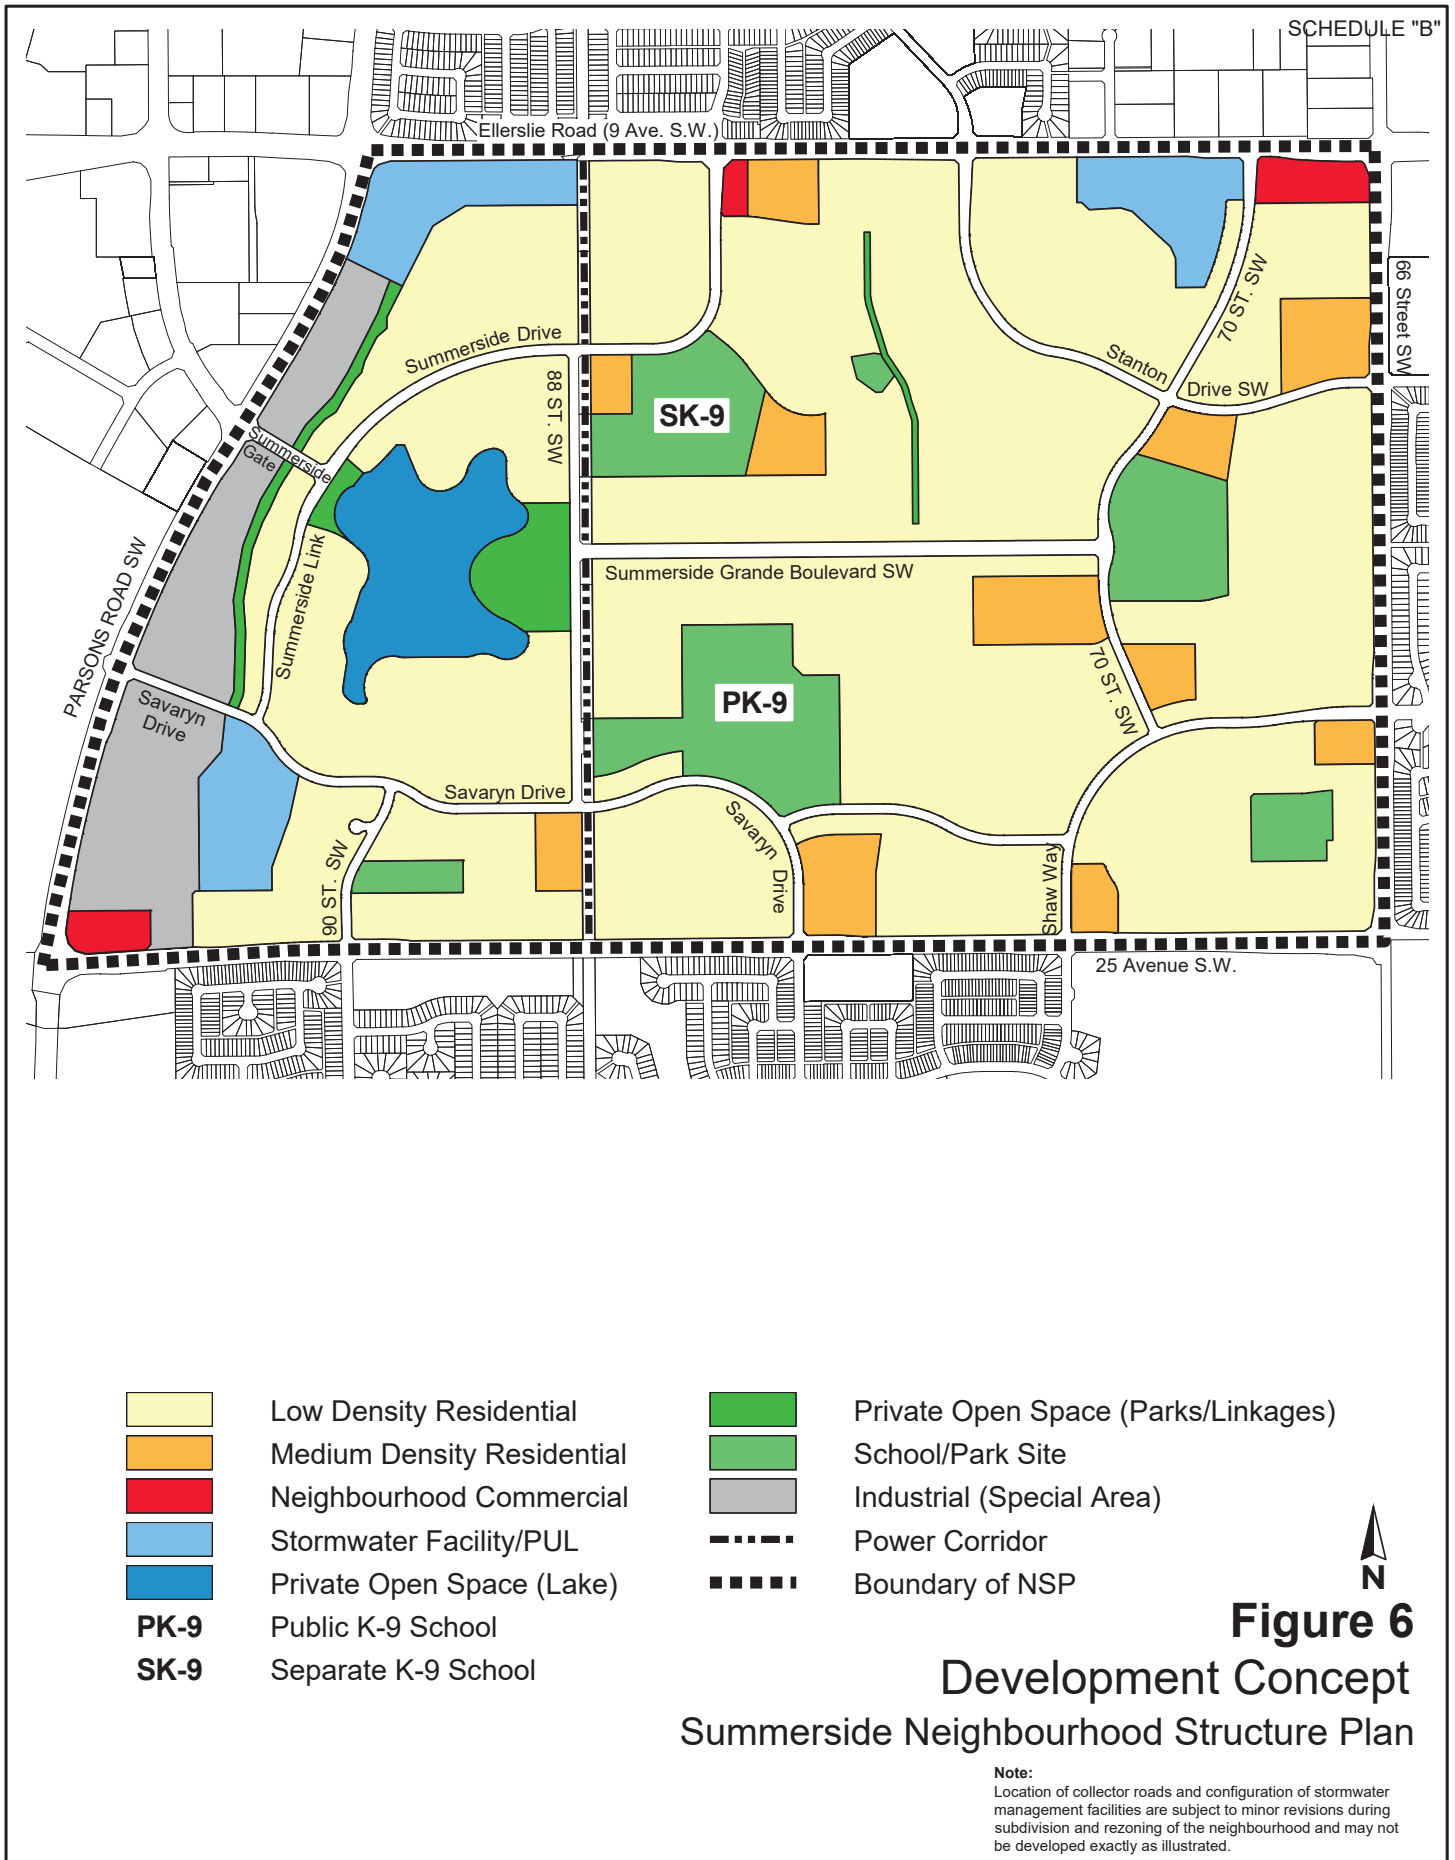 SCHEDULE "B"
Ellerslie Road (9 Ave. S.W.)
66 Street SW
70 ST. SW
Summerside Drive
Stanton
Drive SW
88 ST. SW
SK-9
Summerside
Gate
Summerside Link
Summerside Grande Boulevard SW
PARSONS ROAD SW
70 ST. SW
PK-9
Savaryn
Drive
Savaryn Drive
Savaryn
Drive
90 ST. SW
Shaw Way
25 Avenue S.W.
Low Density Residential
Medium Density Residential
Neighbourhood Commercial
Stormwater Facility/PUL
Private Open Space (Lake)
PK-9 Public K-9 School
SK-9 Separate K-9 School
Private Open Space (Parks/Linkages)
School/Park Site
Industrial (Special Area)
Power Corridor
Boundary of NSP
N
Figure 6
Development Concept
Summerside Neighbourhood Structure Plan
Note:
Location of collector roads and configuration of stormwater
management facilities are subject to minor revisions during
subdivision and rezoning of the neighbourhood and may not
be developed exactly as illustrated.